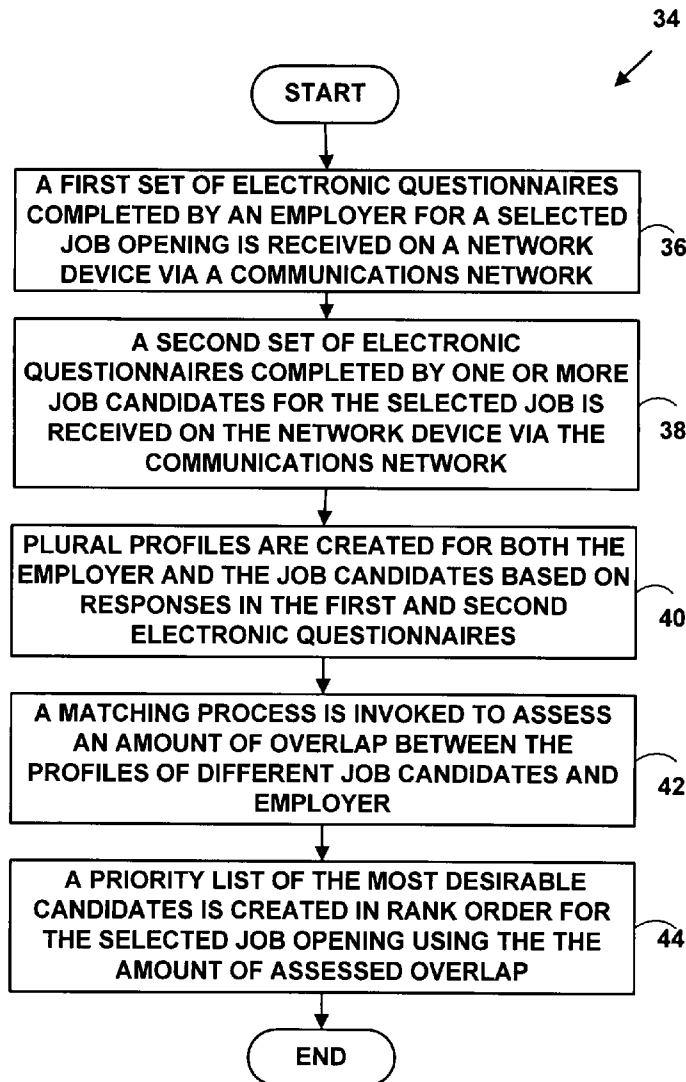 34
START
A FIRST SET OF ELECTRONIC QUESTIONNAIRES
COMPLETED BY AN EMPLOYER FOR A SELECTED
JOB OPENING IS RECEIVED ON A NETWORK
DEVICE VIA A COMMUNICATIONS NETWORK
36
A SECOND SET OF ELECTRONIC
QUESTIONNAIRES COMPLETED BY ONE OR MORE
JOB CANDIDATES FOR THE SELECTED JOB IS
RECEIVED ON THE NETWORK DEVICE VIA THE
COMMUNICATIONS NETWORK
38
PLURAL PROFILES ARE CREATED FOR BOTH THE
EMPLOYER AND THE JOB CANDIDATES BASED ON
RESPONSES IN THE FIRST AND SECOND
ELECTRONIC QUESTIONNAIRES
40
A MATCHING PROCESS IS INVOKED TO ASSESS
AN AMOUNT OF OVERLAP BETWEEN THE
PROFILES OF DIFFERENT JOB CANDIDATES AND
EMPLOYER
42
A PRIORITY LIST OF THE MOST DESIRABLE
CANDIDATES IS CREATED IN RANK ORDER FOR
THE SELECTED JOB OPENING USING THE THE
AMOUNT OF ASSESSED OVERLAP
44
END